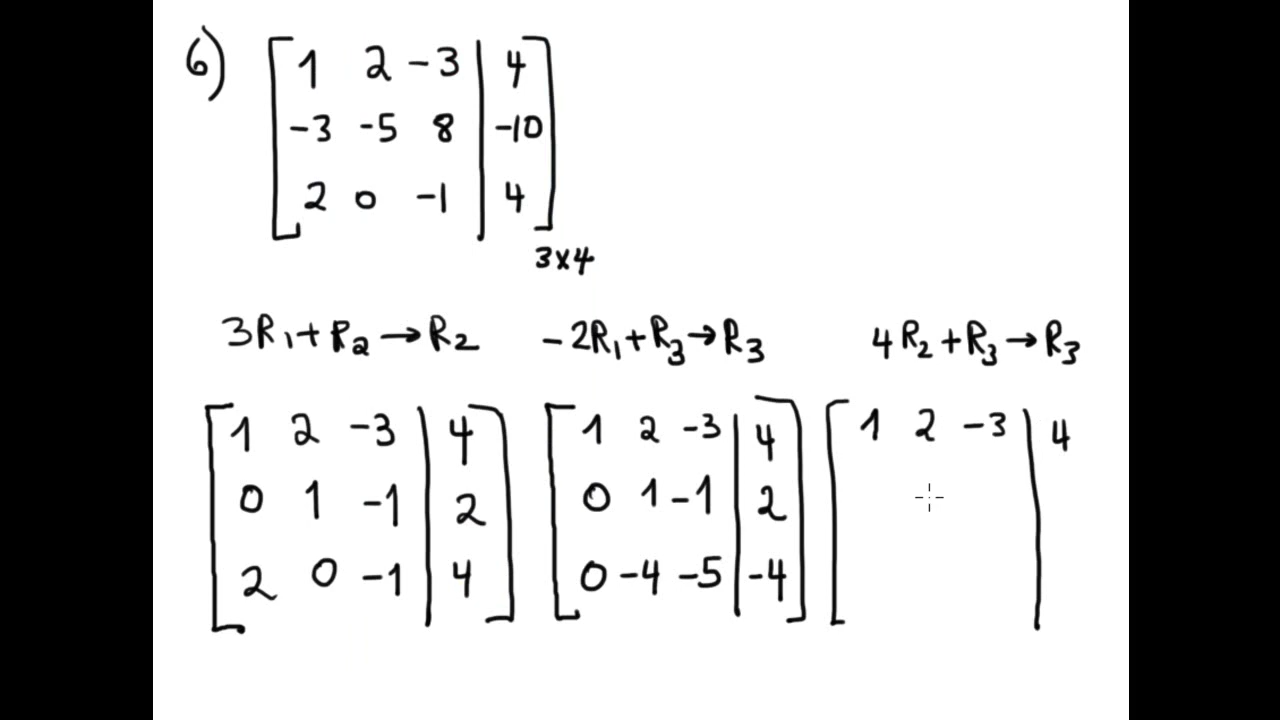 6) 1 2 -3 | 4
-3 -5 8 | -10
2 0 -1 | 4
3x4
3R₁+R₂→R₂ -2R₁+R₃→R₃ 4R₂+R₃→R₃
1 2 -3 | 4 1 2 -3 | 4 1 2 -3 | 4
0 1 -1 | 2 0 1 -1 | 2
2 0 -1 | 4 0 -4 -5 | -4